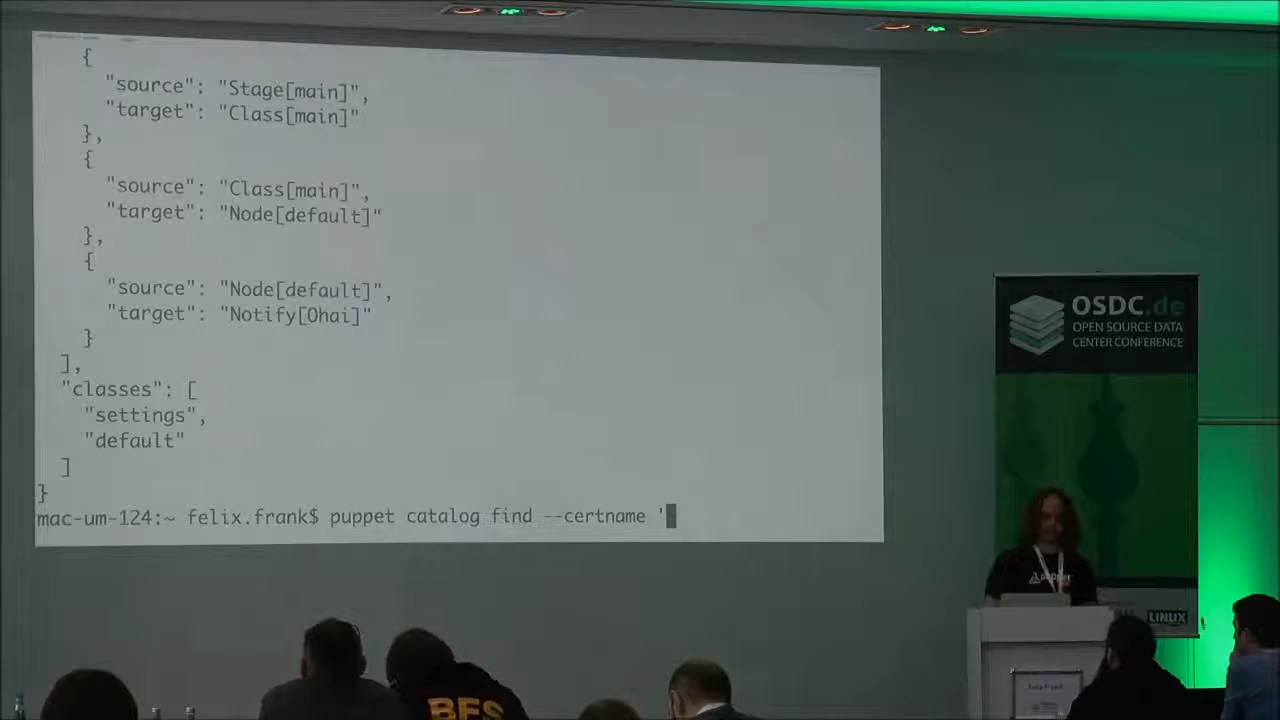 {
"source": "Stage[main]",
"target": "Class[main]"
},
{
"source": "Class[main]",
"target": "Node[default]"
},
{
"source": "Node[default]",
"target": "Notify[Ohai]"
}
],
"classes": [
"settings",
"default"
]
}
mac-um-124:~ felix.frank$ puppet catalog find --certname '
OSDC.de
OPEN SOURCE DATA
CENTER CONFERENCE
LINUX
Felix Frank
BFS